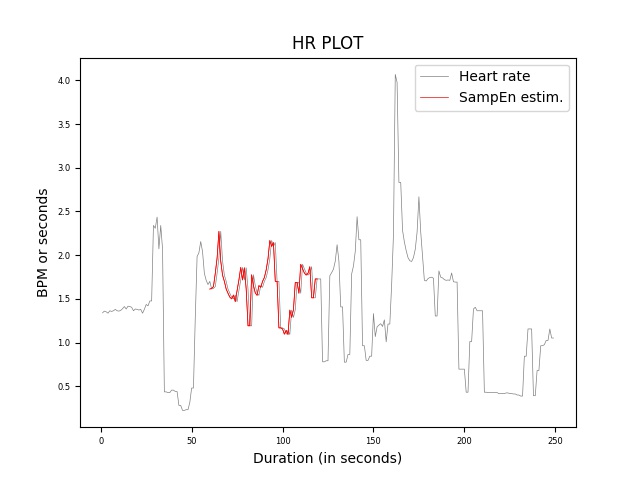 HR PLOT
Heart rate
SampEn estim.
BPM or seconds
4.0
3.5
3.0
2.5
2.0
1.5
1.0
0.5
0 50 100 150 200 250
Duration (in seconds)